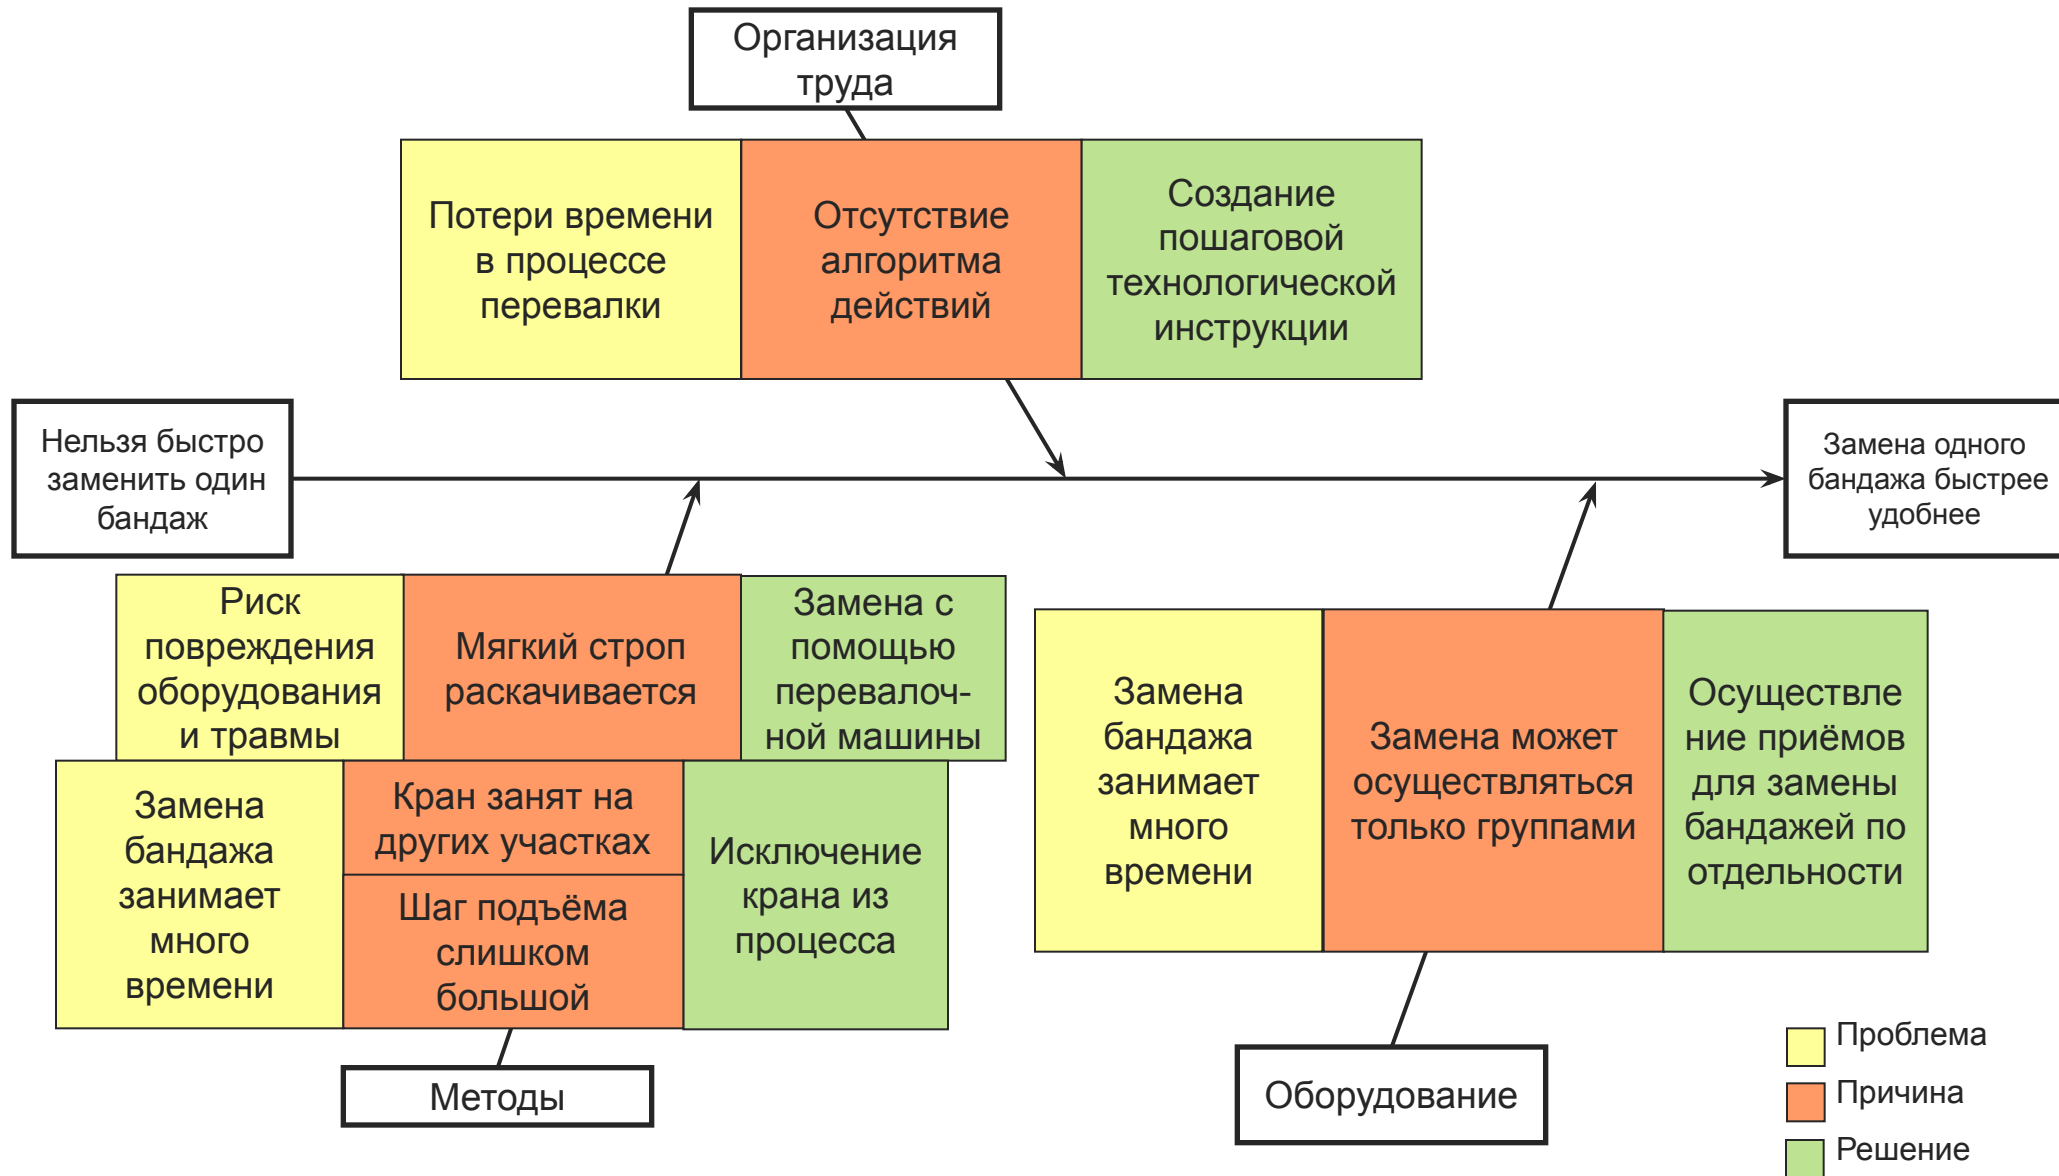 Организация
труда
Потери времени
в процессе
перевалки
Отсутствие
алгоритма
действий
Создание
пошаговой
технологической
инструкции
Нельзя быстро
заменить один
бандаж
Замена одного
бандажа быстрее
удобнее
Риск
повреждения
оборудования
и травмы
Мягкий строп
раскачивается
Замена с
помощью
перевалоч-
ной машины
Замена
бандажа
занимает
много
времени
Кран занят на
других участках
Шаг подъёма
слишком
большой
Исключение
крана из
процесса
Методы
Замена
бандажа
занимает
много
времени
Замена может
осуществляться
только группами
Осуществле
ние приёмов
для замены
бандажей по
отдельности
Оборудование
Проблема
Причина
Решение